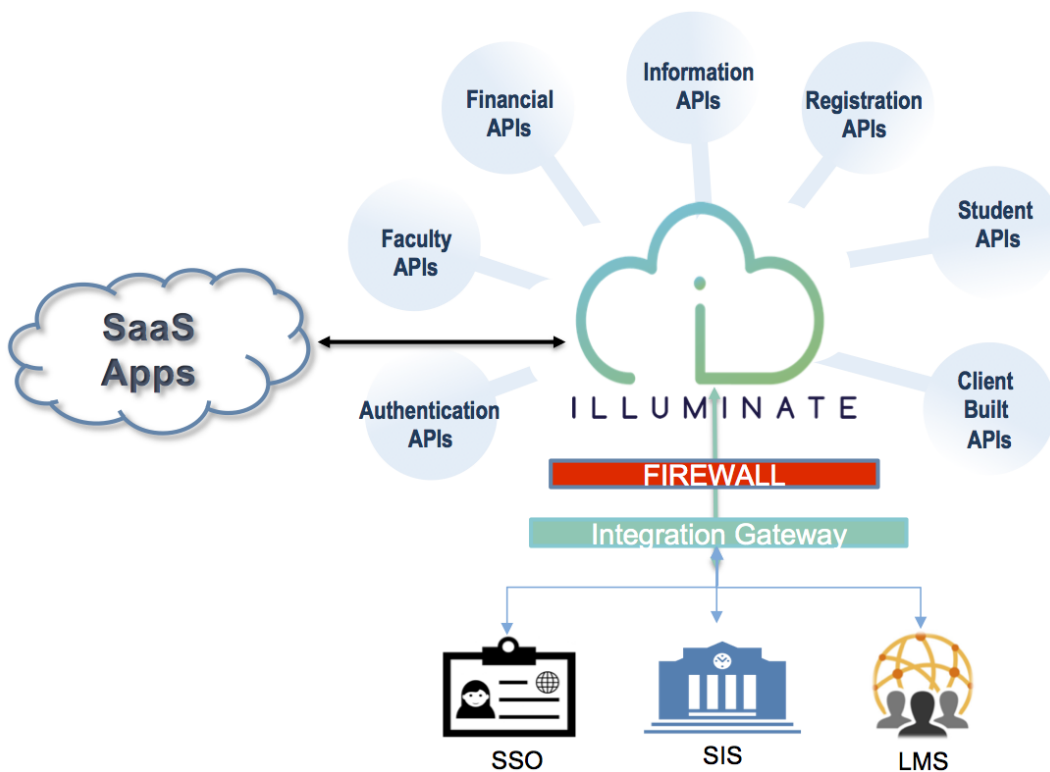 Information
APIs
Financial
APIs
Registration
APIs
Faculty
APIs
Student
APIs
SaaS
Apps
Authentication
APIs
Client
Built
APIs
ILLUMINATE
FIREWALL
Integration Gateway
SSO
SIS
LMS